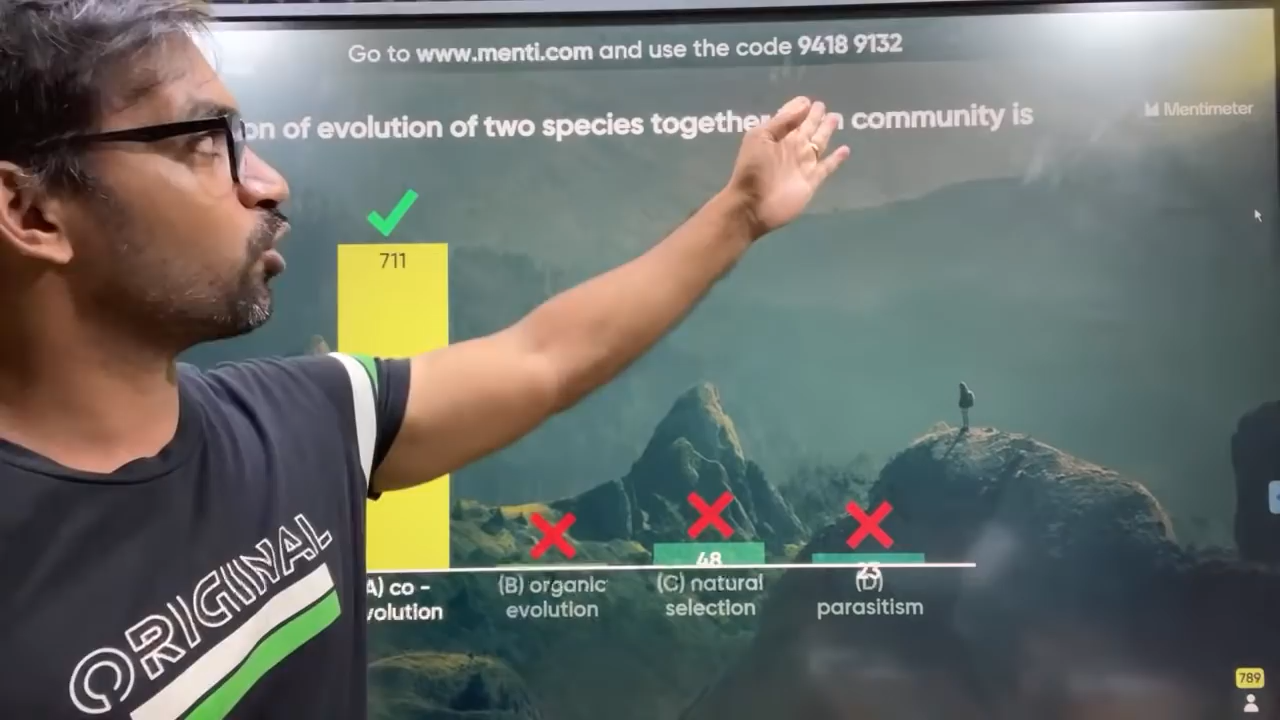 Go to www.menti.com and use the code 9418 9132
on of evolution of two species together community is
Mentimeter
711
48
23
A) co - (B) organic (C) natural (D)
volution evolution selection parasitism
ORIGINAL
789